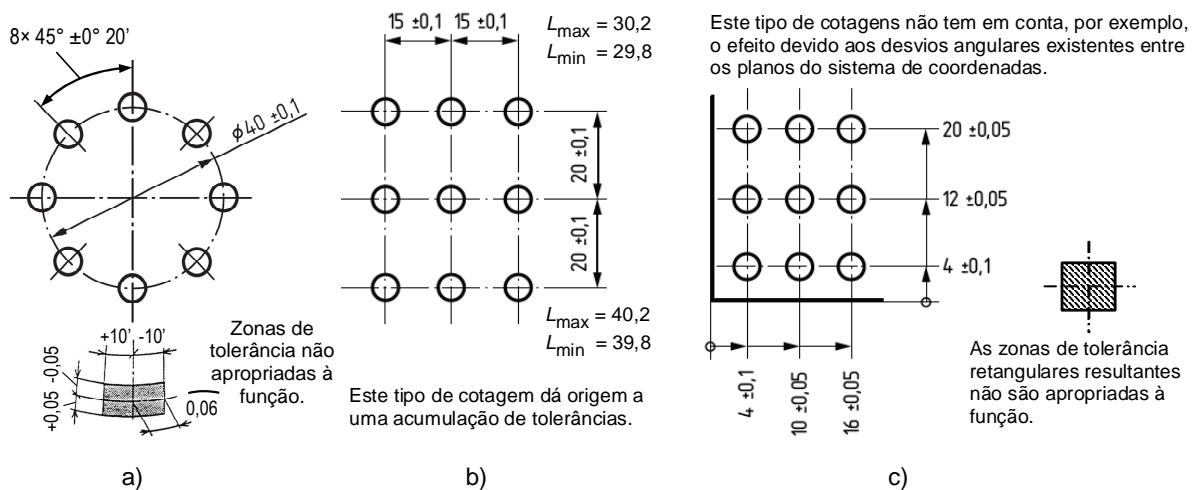 8× 45° ±0° 20'
ϕ40 ±0,1
+10' -10'
+0,05 -0,05
0,06
Zonas de
tolerância não
apropriadas à
função.
a)
15 ±0,1 15 ±0,1
Lmax = 30,2
Lmin = 29,8
20 ±0,1
20 ±0,1
Lmax = 40,2
Lmin = 39,8
Este tipo de cotagem dá origem a
uma acumulação de tolerâncias.
b)
Este tipo de cotagens não tem em conta, por exemplo,
o efeito devido aos desvios angulares existentes entre
os planos do sistema de coordenadas.
20 ±0,05
12 ±0,05
4 ±0,1
4 ±0,1
10 ±0,05
16 ±0,05
As zonas de tolerância
retangulares resultantes
não são apropriadas à
função.
c)